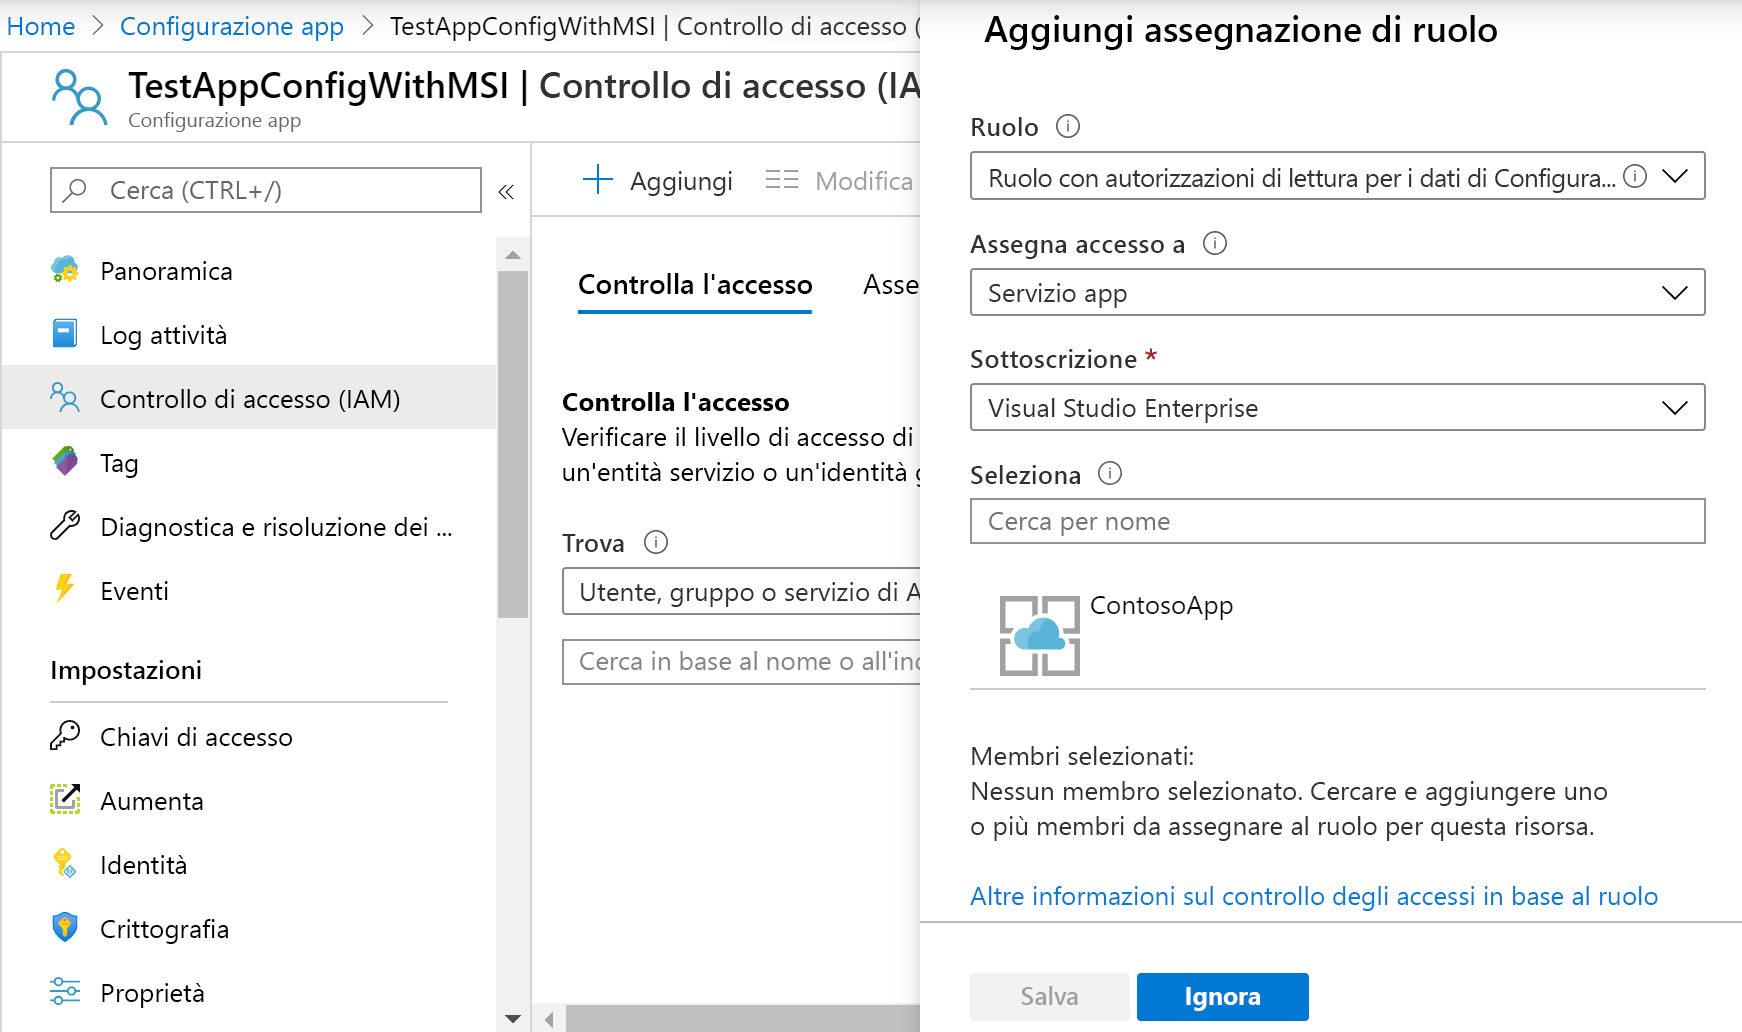 Home > Configurazione app > TestAppConfigWithMSI | Controllo di accesso (
TestAppConfigWithMSI | Controllo di accesso (IA
Configurazione app
Cerca (CTRL+/)
«
Panoramica
Log attività
Controllo di accesso (IAM)
Tag
Diagnostica e risoluzione dei ...
Eventi
Impostazioni
Chiavi di accesso
Aumenta
Identità
Crittografia
Proprietà
Aggiungi
Modifica
Controlla l'accesso
Asse
Controlla l'accesso
Verificare il livello di accesso di
un'entità servizio o un'identità g
Trova
Utente, gruppo o servizio di A
Cerca in base al nome o all'ind
Aggiungi assegnazione di ruolo
Ruolo
Ruolo con autorizzazioni di lettura per i dati di Configura...
Assegna accesso a
Servizio app
Sottoscrizione *
Visual Studio Enterprise
Seleziona
Cerca per nome
ContosoApp
Membri selezionati:
Nessun membro selezionato. Cercare e aggiungere uno
o più membri da assegnare al ruolo per questa risorsa.
Altre informazioni sul controllo degli accessi in base al ruolo
Salva
Ignora